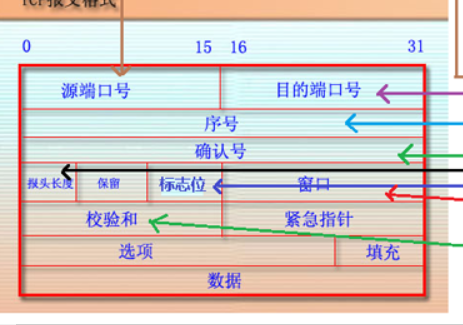 TCP报文格式
0 15 16 31
源端口号 目的端口号
序号
确认号
报头长度 保留 标志位 窗口
校验和 紧急指针
选项 填充
数据